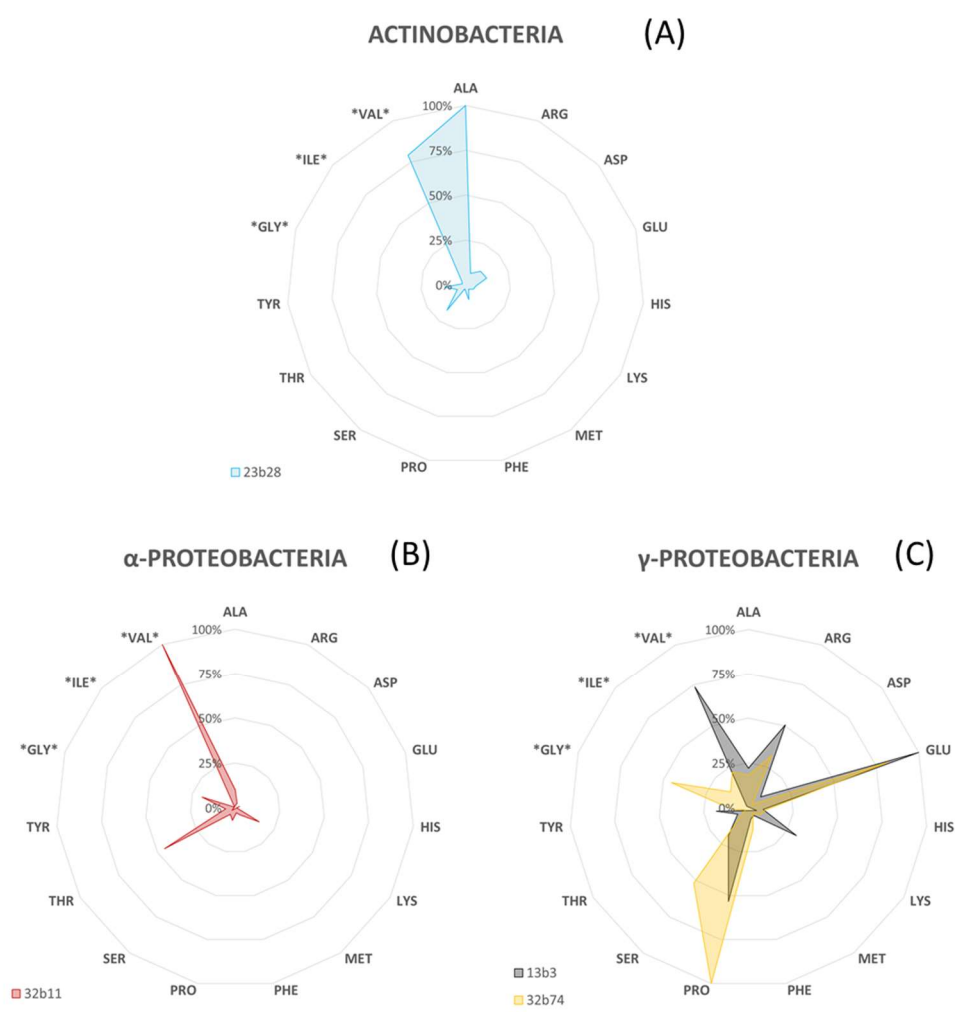 ACTINOBACTERIA (A)
ALA
100%
*VAL*
ARG
75%
*ILE*
ASP
50%
*GLY*
GLU
25%
0%
TYR
HIS
THR
LYS
SER
MET
PRO
PHE
23b28
α-PROTEOBACTERIA (B)
ALA
100%
*VAL*
ARG
75%
*ILE*
ASP
50%
*GLY*
GLU
25%
0%
TYR
HIS
THR
LYS
SER
MET
PRO
PHE
32b11
γ-PROTEOBACTERIA (C)
ALA
100%
*VAL*
ARG
75%
*ILE*
ASP
50%
*GLY*
GLU
25%
0%
TYR
HIS
THR
LYS
SER
MET
PRO
PHE
13b3
32b74